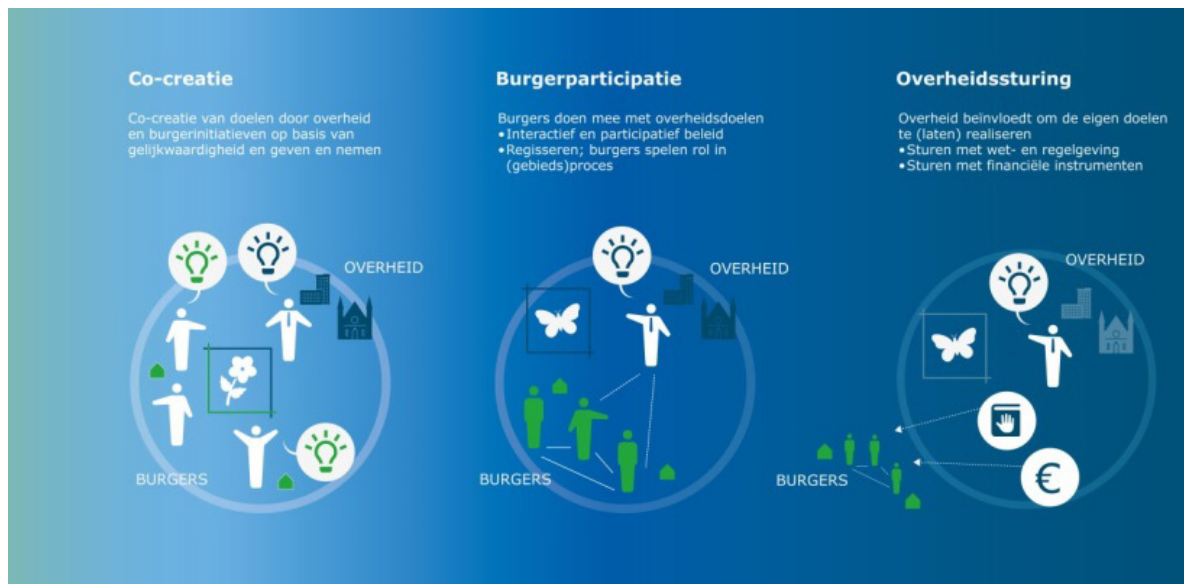 Co-creatie
Co-creatie van doelen door overheid
en burgerinitiatieven op basis van
gelijkwaardigheid en geven en nemen
OVERHEID
BURGERS
Burgerparticipatie
Burgers doen mee met overheidsdoelen
•Interactief en participatief beleid
•Regisseren; burgers spelen rol in
(gebieds)proces
OVERHEID
BURGERS
Overheidssturing
Overheid beïnvloedt om de eigen doelen
te (laten) realiseren
•Sturen met wet- en regelgeving
•Sturen met financiële instrumenten
OVERHEID
BURGERS
€